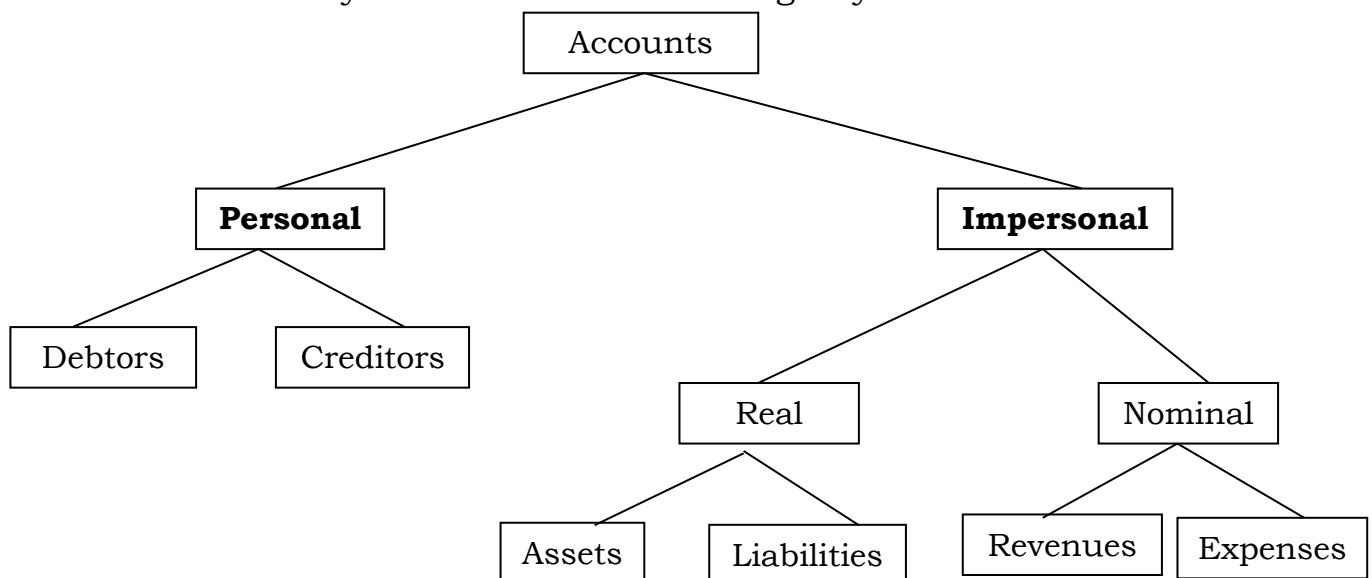 Accounts
Personal
Impersonal
Debtors
Creditors
Real
Nominal
Assets
Liabilities
Revenues
Expenses